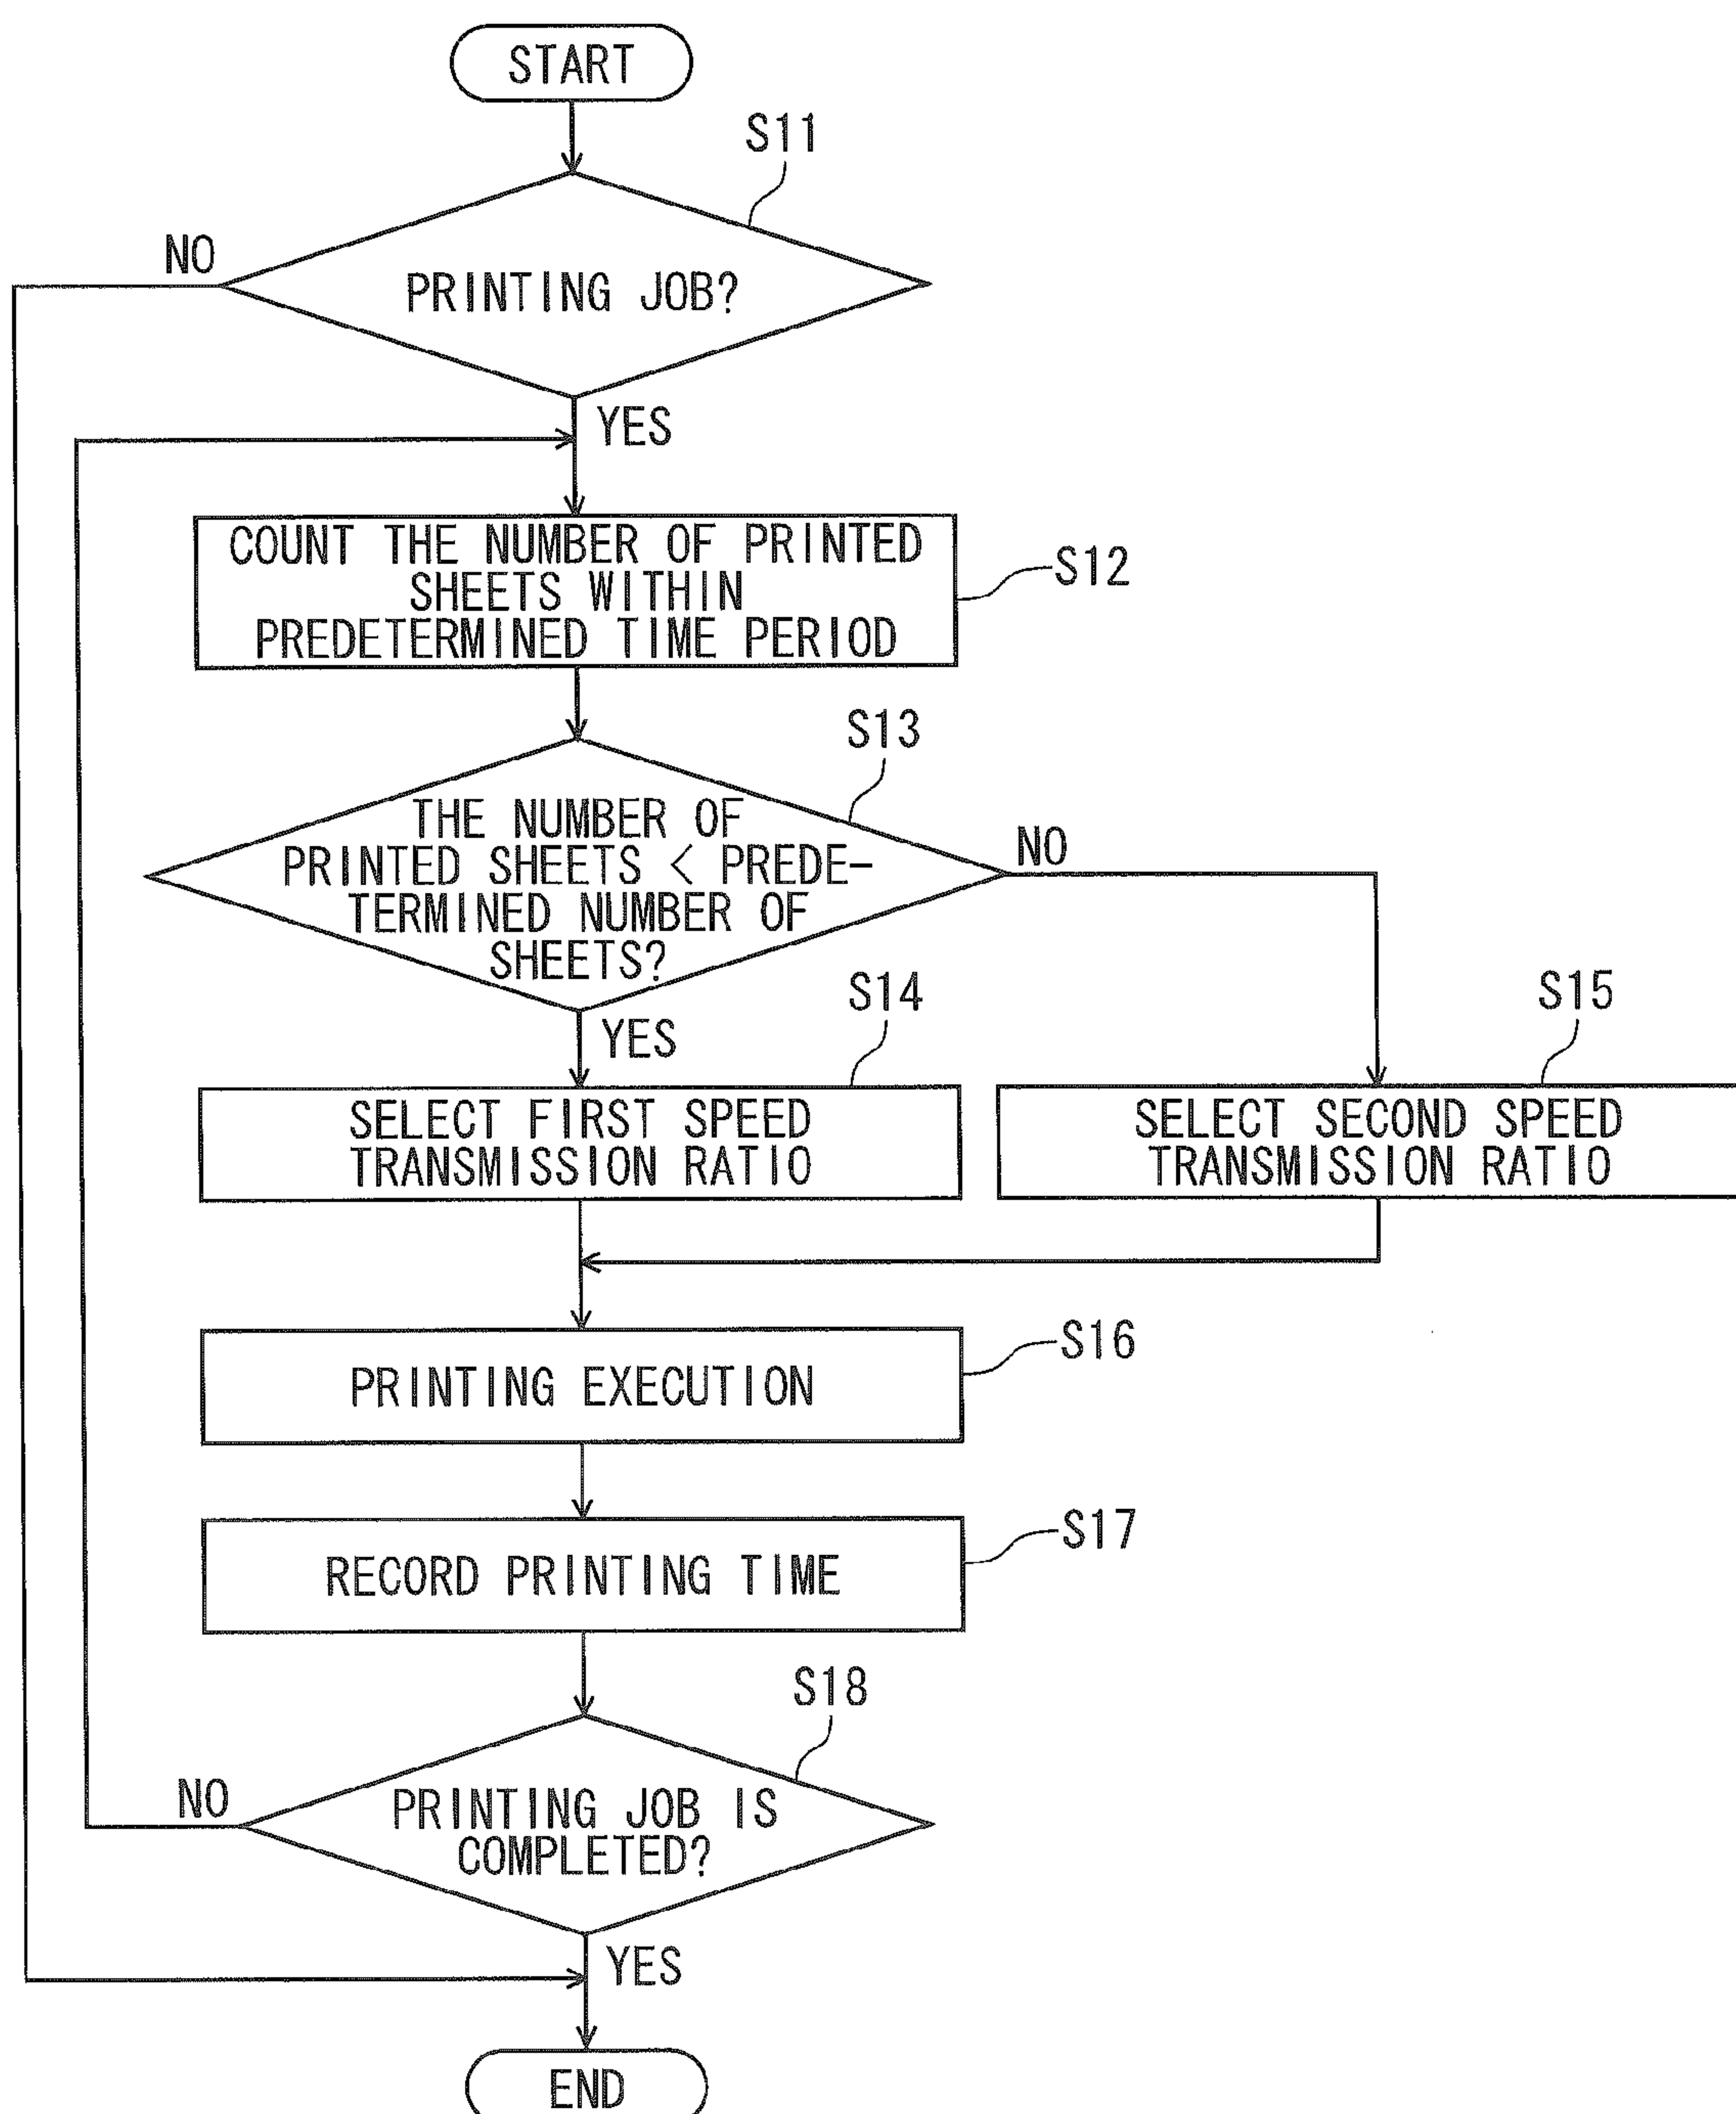 START
S11
NO
PRINTING JOB?
YES
COUNT THE NUMBER OF PRINTED
SHEETS WITHIN
PREDETERMINED TIME PERIOD
S12
S13
THE NUMBER OF
PRINTED SHEETS < PREDE-
TERMINED NUMBER OF
SHEETS?
NO
YES
S14
S15
SELECT FIRST SPEED
TRANSMISSION RATIO
SELECT SECOND SPEED
TRANSMISSION RATIO
PRINTING EXECUTION
S16
RECORD PRINTING TIME
S17
S18
NO
PRINTING JOB IS
COMPLETED?
YES
END